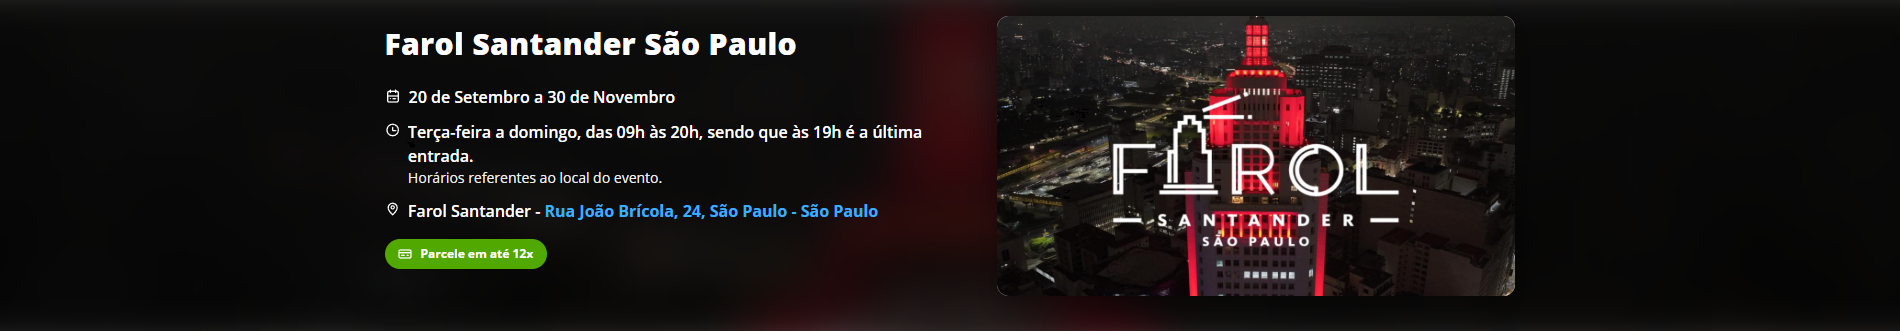 Farol Santander São Paulo
20 de Setembro a 30 de Novembro
Terça-feira a domingo, das 09h às 20h, sendo que às 19h é a última
entrada.
Horários referentes ao local do evento.
Farol Santander - Rua João Brícola, 24, São Paulo - São Paulo
Parcele em até 12x
FAROL
SANTANDER
SÃO PAULO